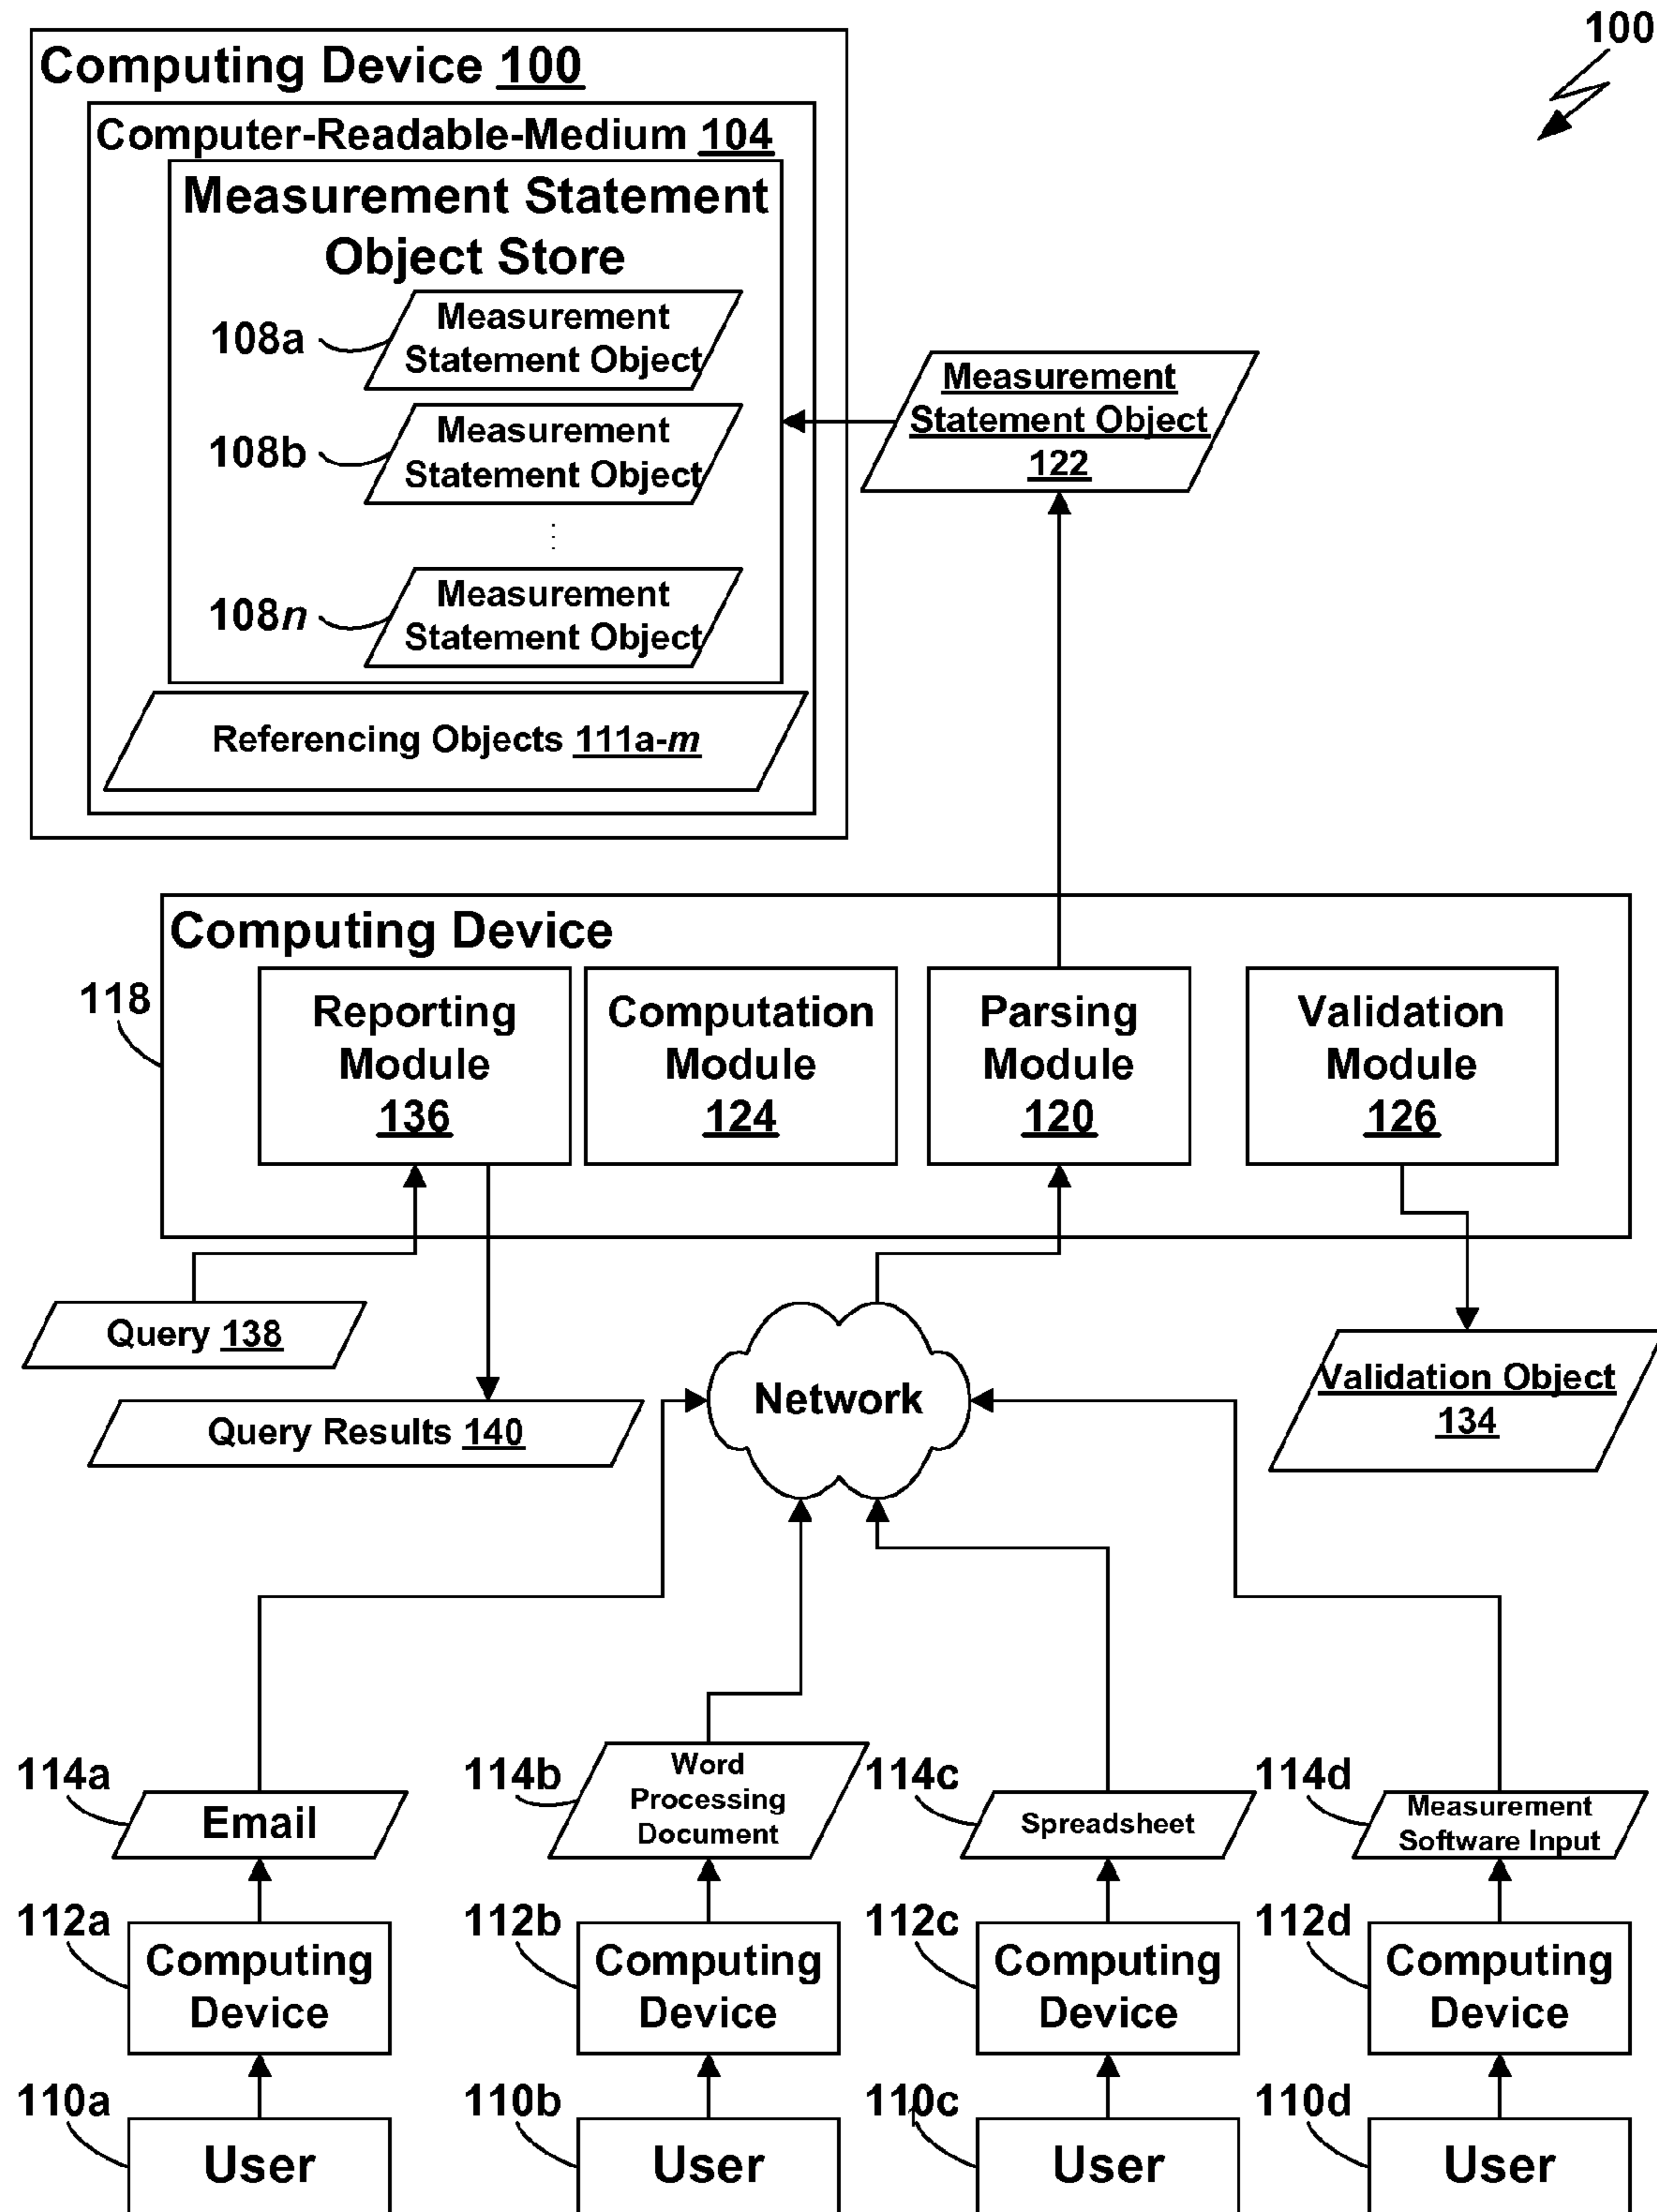 100
Computing Device 100
Computer-Readable-Medium 104
Measurement Statement
Object Store
108a
Measurement
Statement Object
108b
Measurement
Statement Object
108n
Measurement
Statement Object
Referencing Objects 111a-m
Measurement
Statement Object
122
Computing Device
118
Reporting
Module
136
Computation
Module
124
Parsing
Module
120
Validation
Module
126
Query 138
Query Results 140
Network
Validation Object
134
114a
Email
114b
Word
Processing
Document
114c
Spreadsheet
114d
Measurement
Software Input
112a
Computing
Device
112b
Computing
Device
112c
Computing
Device
112d
Computing
Device
110a
User
110b
User
110c
User
110d
User